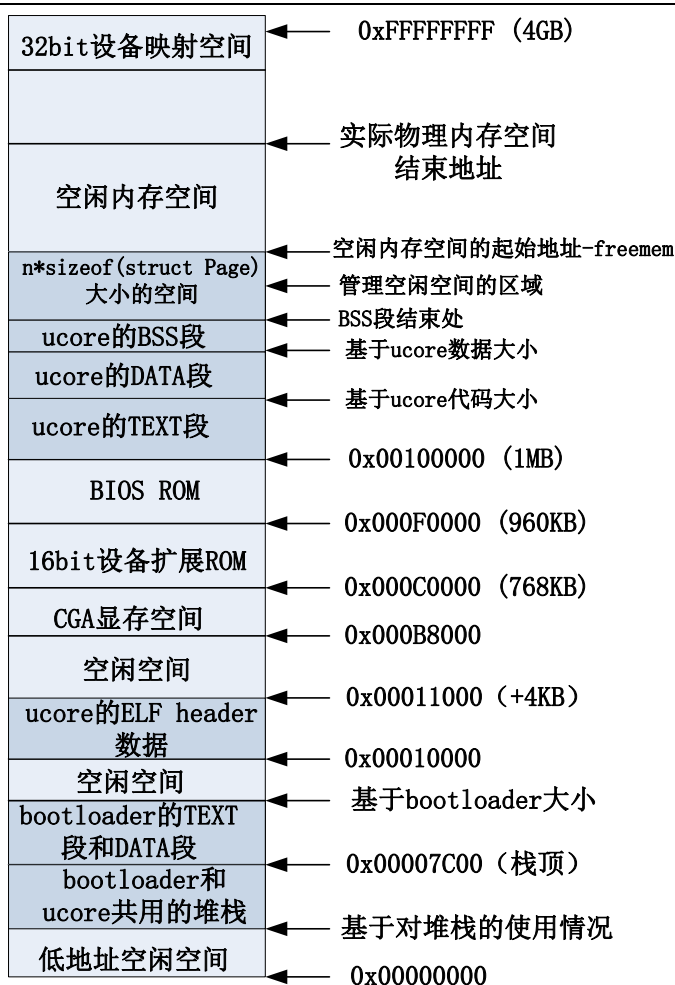 32bit设备映射空间
0xFFFFFFFF (4GB)
实际物理内存空间
结束地址
空闲内存空间
空闲内存空间的起始地址-freemem
n*sizeof(struct Page)
大小的空间
管理空闲空间的区域
BSS段结束处
ucore的BSS段
基于ucore数据大小
ucore的DATA段
基于ucore代码大小
ucore的TEXT段
0x00100000 (1MB)
BIOS ROM
0x000F0000 (960KB)
16bit设备扩展ROM
0x000C0000 (768KB)
CGA显存空间
0x000B8000
空闲空间
0x00011000（+4KB）
ucore的ELF header
数据
0x00010000
空闲空间
基于bootloader大小
bootloader的TEXT
段和DATA段
0x00007C00（栈顶）
bootloader和
ucore共用的堆栈
基于对堆栈的使用情况
低地址空闲空间
0x00000000